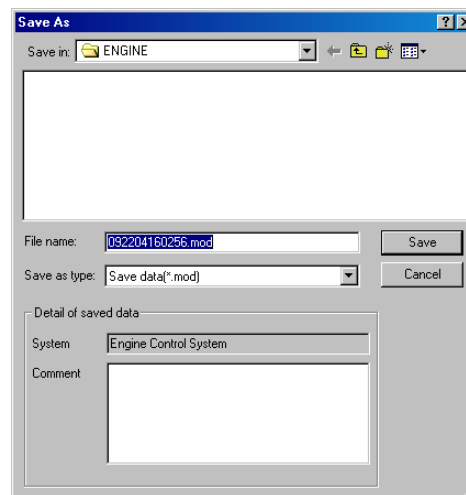 Save As
Save in: ENGINE
File name: 092204160256.mod Save
Save as type: Save data(*.mod) Cancel
Detail of saved data
System Engine Control System
Comment